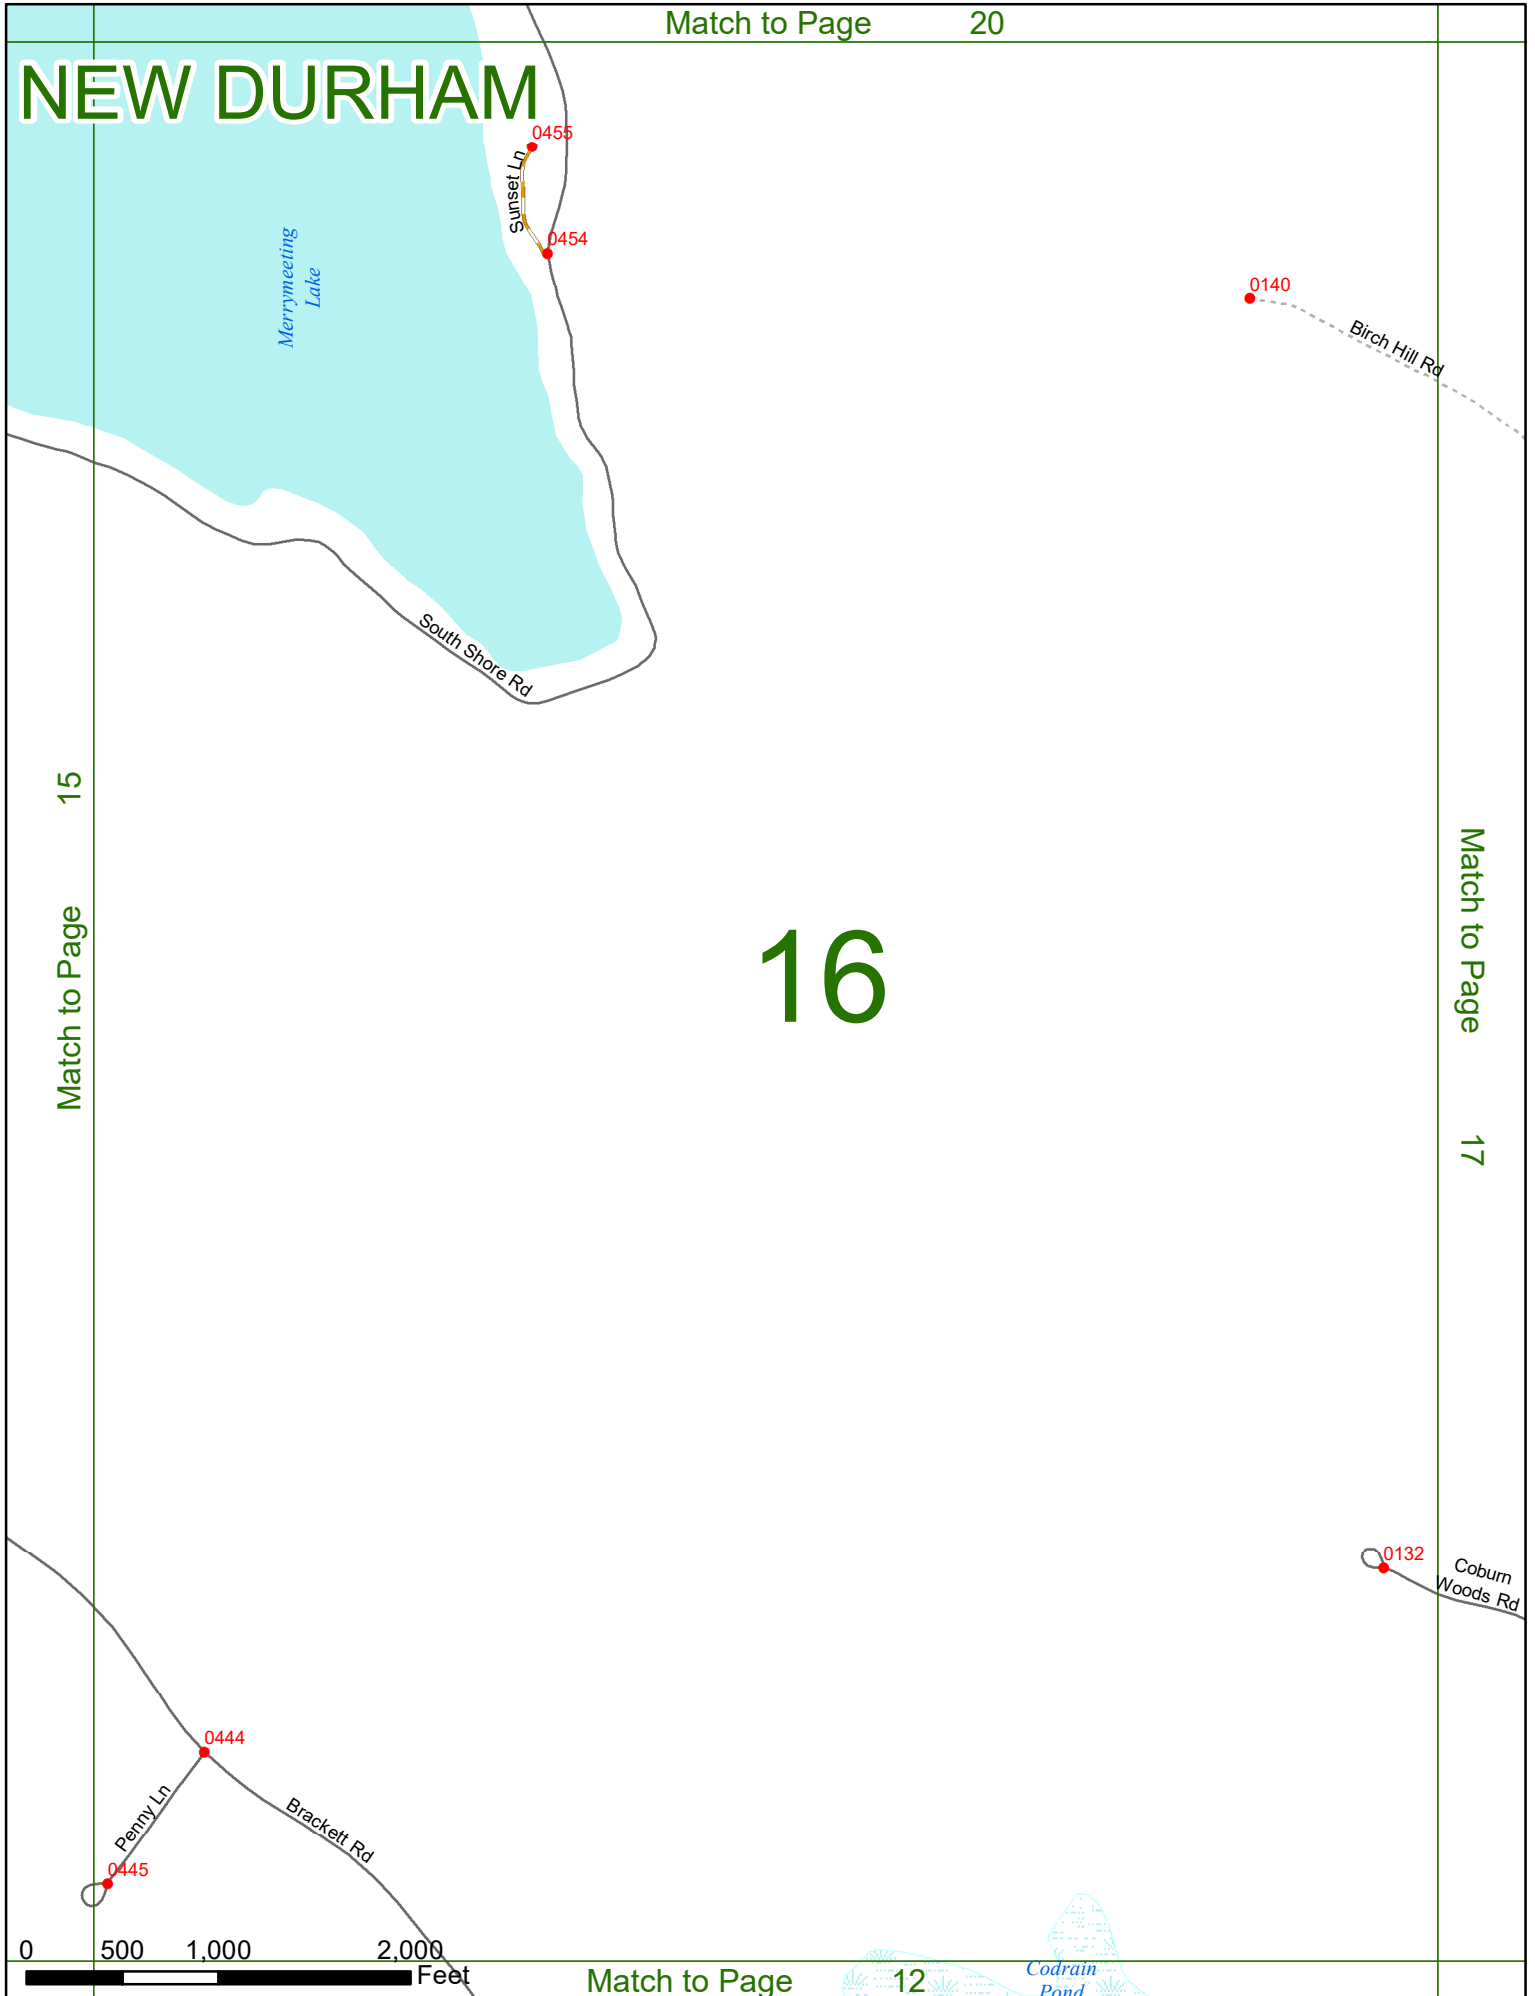 Match to Page 20
NEW DURHAM
0455
Sunset Ln
0454
Merrymeeting
Lake
0140
Birch Hill Rd
South Shore Rd
Match to Page 15
16
Match to Page 17
0132
Coburn
Woods Rd
0444
Penny Ln
Brackett Rd
0445
0 500 1,000 2,000
Feet
Match to Page 12
Codrain
Pond